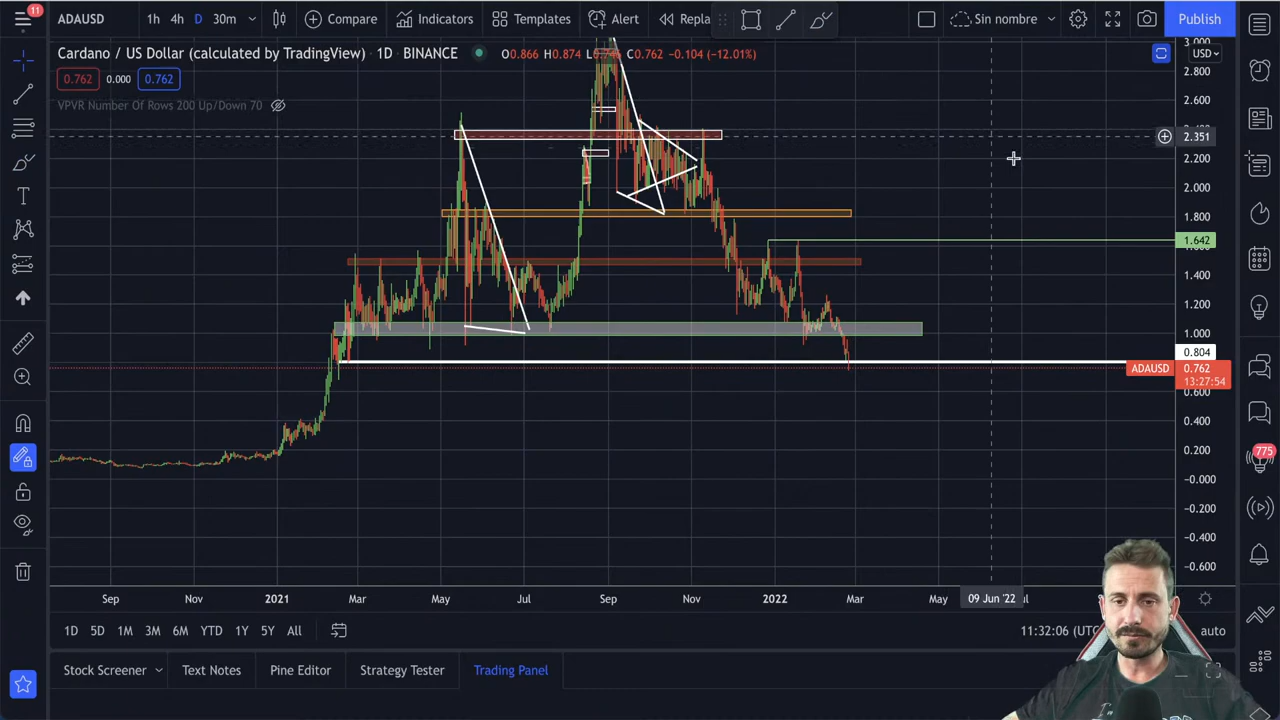 11
ADAUSD
1h 4h D 30m
Compare
Indicators
Templates
Alert
Repla
Sin nombre
Publish
Cardano / US Dollar (calculated by TradingView) 1D BINANCE
O0.866 H0.874 C0.762 -0.104 (-12.01%)
USD
0.762 0.000 0.762
VPVR Number Of Rows 200 Up/Down 70
3.000
2.800
2.600
2.351
2.200
2.000
1.800
1.642
1.400
1.200
1.000
0.804
ADAUSD 0.762
13:27:54
0.600
0.400
0.200
-0.000
-0.200
-0.400
-0.600
775
Sep Nov 2021 Mar May Jul Sep Nov 2022 Mar May 09 Jun '22
1D 5D 1M 3M 6M YTD 1Y 5Y All
11:32:06 (UTC
auto
Stock Screener Text Notes Pine Editor Strategy Tester Trading Panel